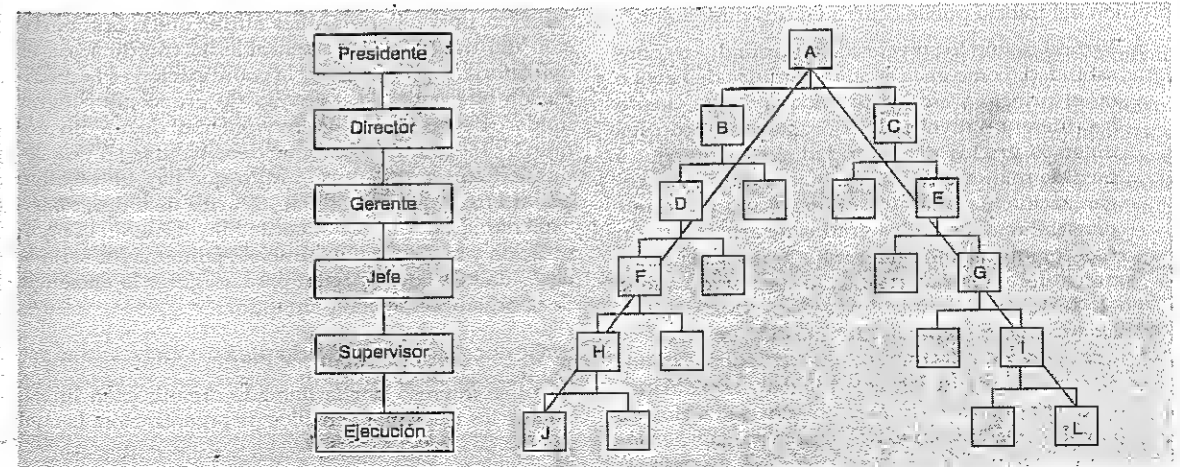 Presidente
Director
Gerente
Jefe
Supervisor
Ejecución
A
B
C
D
E
F
G
H
I
J
L